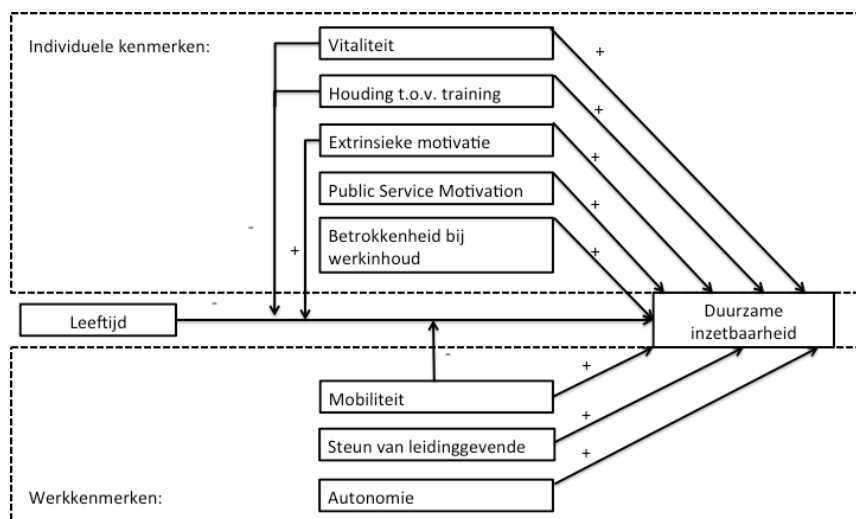 Individuele kenmerken:
Vitaliteit
+
Houding t.o.v. training
+
Extrinsieke motivatie
+
Public Service Motivation
+
-
+
Betrokkenheid bij
werkinhoud
+
-
Leeftijd
Duurzame
inzetbaarheid
-
+
Mobiliteit
+
Steun van leidinggevende
+
Werkkenmerken:
Autonomie